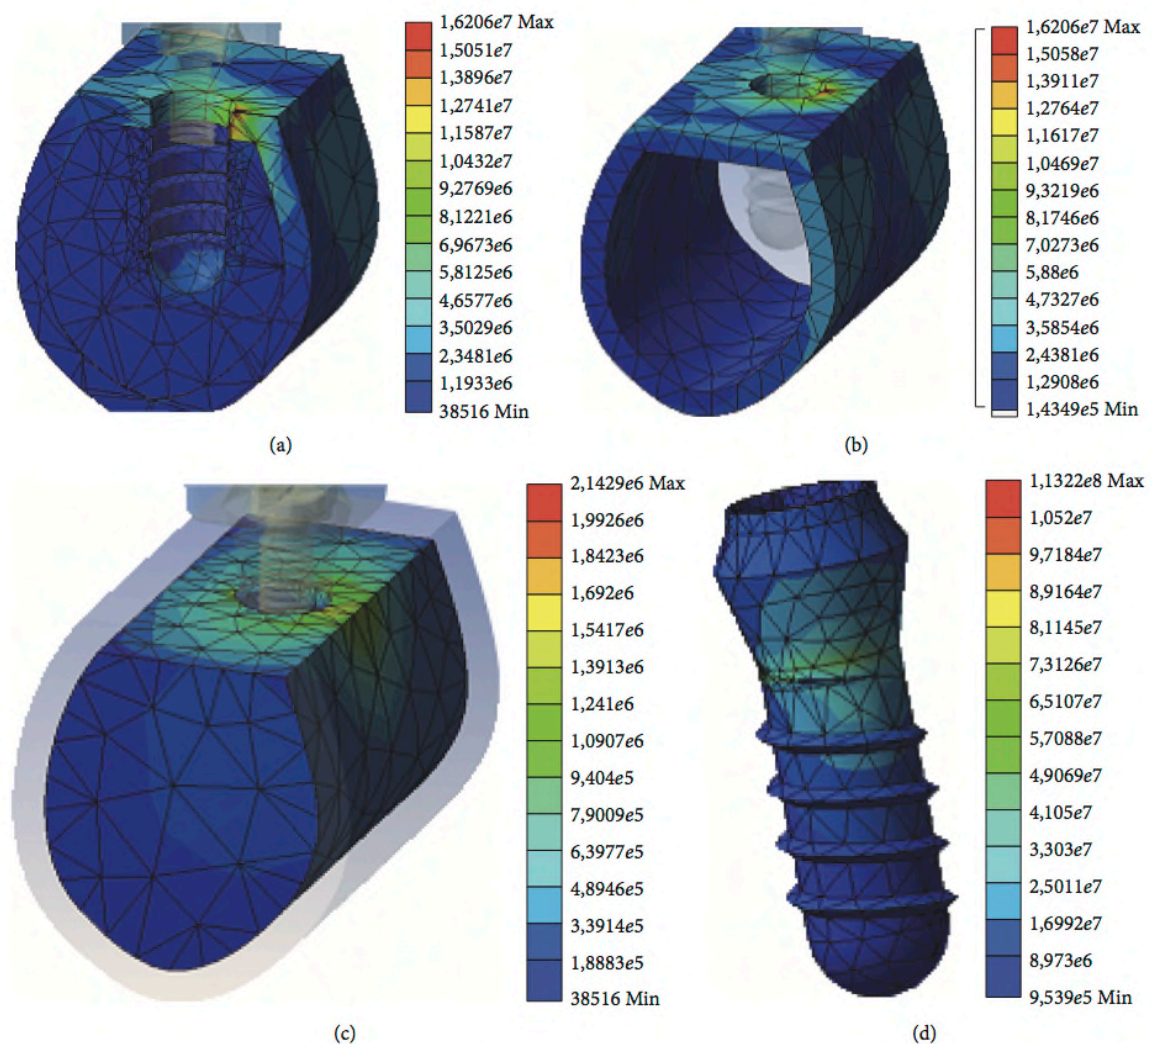 1,6206e7 Max
1,5051e7
1,3896e7
1,2741e7
1,1587e7
1,0432e7
9,2769e6
8,1221e6
6,9673e6
5,8125e6
4,6577e6
3,5029e6
2,3481e6
1,1933e6
38516 Min
(a)
1,6206e7 Max
1,5058e7
1,3911e7
1,2764e7
1,1617e7
1,0469e7
9,3219e6
8,1746e6
7,0273e6
5,88e6
4,7327e6
3,5854e6
2,4381e6
1,2908e6
1,4349e5 Min
(b)
2,1429e6 Max
1,9926e6
1,8423e6
1,692e6
1,5417e6
1,3913e6
1,241e6
1,0907e6
9,404e5
7,9009e5
6,3977e5
4,8946e5
3,3914e5
1,8883e5
38516 Min
(c)
1,1322e8 Max
1,052e7
9,7184e7
8,9164e7
8,1145e7
7,3126e7
6,5107e7
5,7088e7
4,9069e7
4,105e7
3,303e7
2,5011e7
1,6992e7
8,973e6
9,539e5 Min
(d)